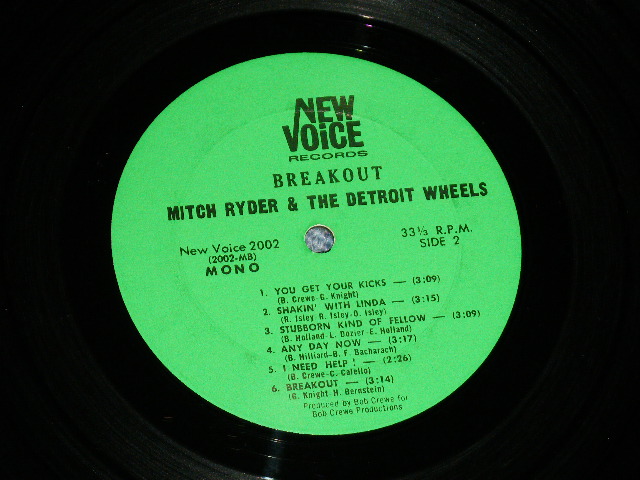 NEW
VOICE
RECORDS
BREAKOUT
MITCH RYDER & THE DETROIT WHEELS
New Voice 2002
(2002-MB)
MONO
33⅓ R.P.M.
SIDE 2
1. YOU GET YOUR KICKS — (3:09)
(B. Crewe-G. Knight)
2. SHAKIN' WITH LINDA — (3:15)
(R. Isley-R. Isley-O. Isley)
3. STUBBORN KIND OF FELLOW — (3:09)
(B. Holland-L. Dozier-E. Holland)
4. ANY DAY NOW — (3:17)
(B. Hilliard-B. F. Bacharach)
5. I NEED HELP! — (2:26)
(B. Crewe-C. Calello)
6. BREAKOUT — (3:14)
(G. Knight-H. Bernstein)
Produced by Bob Crewe for
Bob Crewe Productions